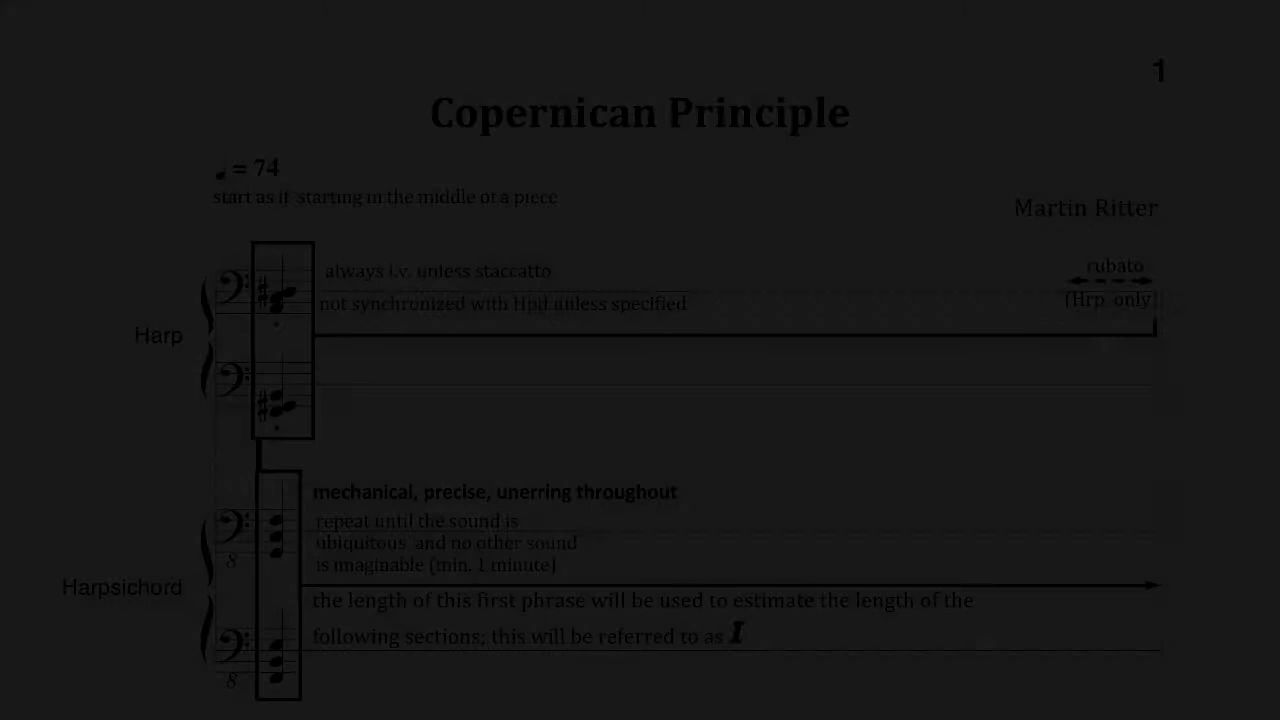 1
Copernican Principle
♩ = 74
start as if starting in the middle of a piece
Martin Ritter
always l.v. unless staccatto
rubato
not synchronized with Hpd unless specified
(Hrp. only)
Harp
mechanical, precise, unerring throughout
repeat until the sound is
ubiquitous and no other sound
is imaginable (min. 1 minute)
8
Harpsichord
the length of this first phrase will be used to estimate the length of the
following sections; this will be referred to as I
8